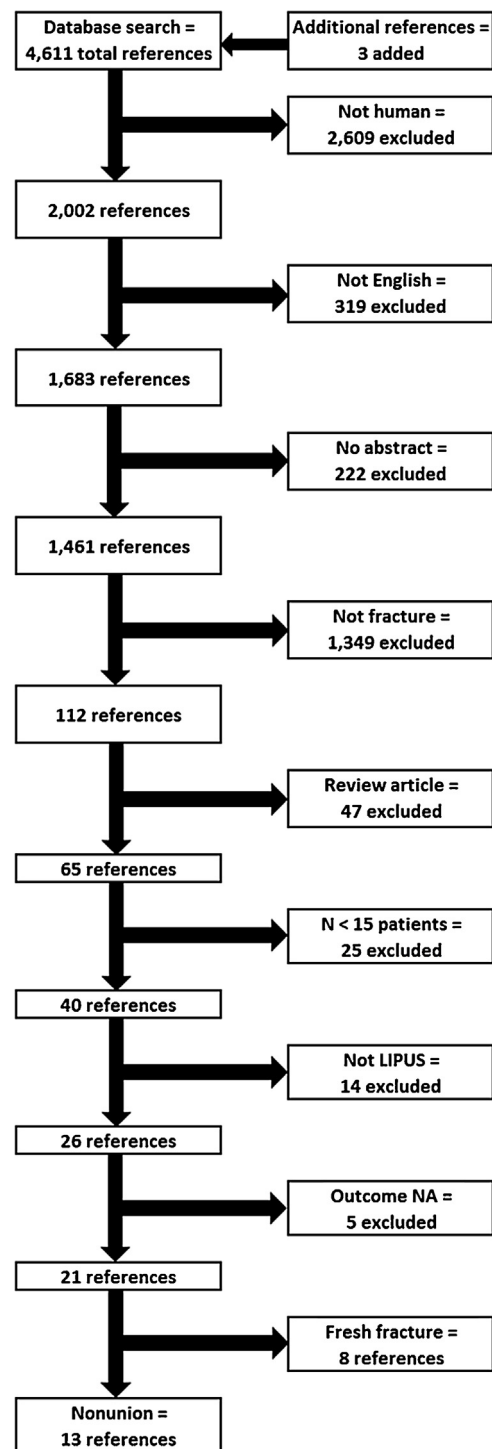 Database search =
4,611 total references
Additional references =
3 added
Not human =
2,609 excluded
2,002 references
Not English =
319 excluded
1,683 references
No abstract =
222 excluded
1,461 references
Not fracture =
1,349 excluded
112 references
Review article =
47 excluded
65 references
N < 15 patients =
25 excluded
40 references
Not LIPUS =
14 excluded
26 references
Outcome NA =
5 excluded
21 references
Fresh fracture =
8 references
Nonunion =
13 references